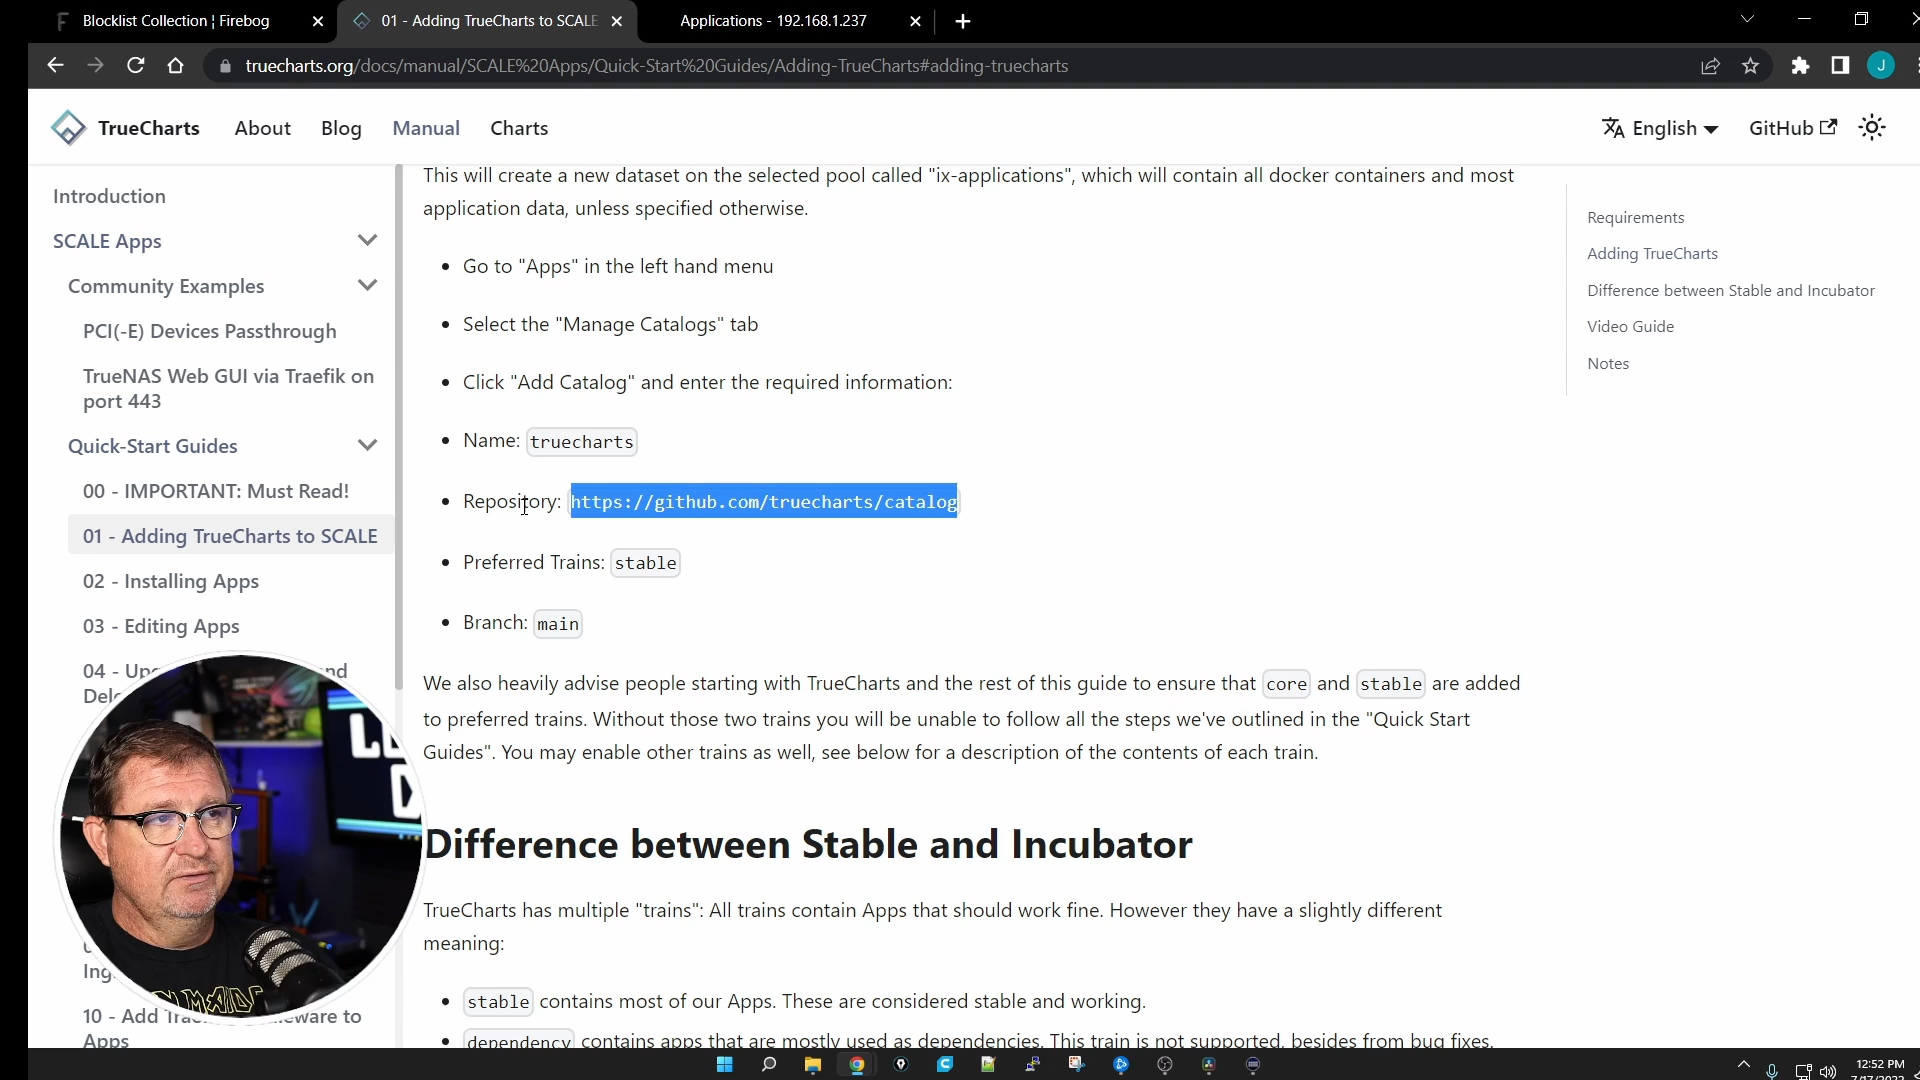 Blocklist Collection ¦ Firebog
01 - Adding TrueCharts to SCALE
Applications - 192.168.1.237
truecharts.org/docs/manual/SCALE%20Apps/Quick-Start%20Guides/Adding-TrueCharts#adding-truecharts
J
TrueCharts
About
Blog
Manual
Charts
English
GitHub
Introduction
SCALE Apps
Community Examples
PCI(-E) Devices Passthrough
TrueNAS Web GUI via Traefik on
port 443
Quick-Start Guides
00 - IMPORTANT: Must Read!
01 - Adding TrueCharts to SCALE
02 - Installing Apps
03 - Editing Apps
04 -
10 - Add
to
Apps
This will create a new dataset on the selected pool called "ix-applications", which will contain all docker containers and most
application data, unless specified otherwise.
• Go to "Apps" in the left hand menu
• Select the "Manage Catalogs" tab
• Click "Add Catalog" and enter the required information:
• Name: truecharts
• Repository: https://github.com/truecharts/catalog
• Preferred Trains: stable
• Branch: main
We also heavily advise people starting with TrueCharts and the rest of this guide to ensure that core and stable are added
to preferred trains. Without those two trains you will be unable to follow all the steps we've outlined in the "Quick Start
Guides". You may enable other trains as well, see below for a description of the contents of each train.
Difference between Stable and Incubator
TrueCharts has multiple "trains": All trains contain Apps that should work fine. However they have a slightly different
meaning:
• stable contains most of our Apps. These are considered stable and working.
• dependency contains apps that are mostly used as dependencies. This train is not supported, besides from bug fixes.
Requirements
Adding TrueCharts
Difference between Stable and Incubator
Video Guide
Notes
12:52 PM
7/17/2022